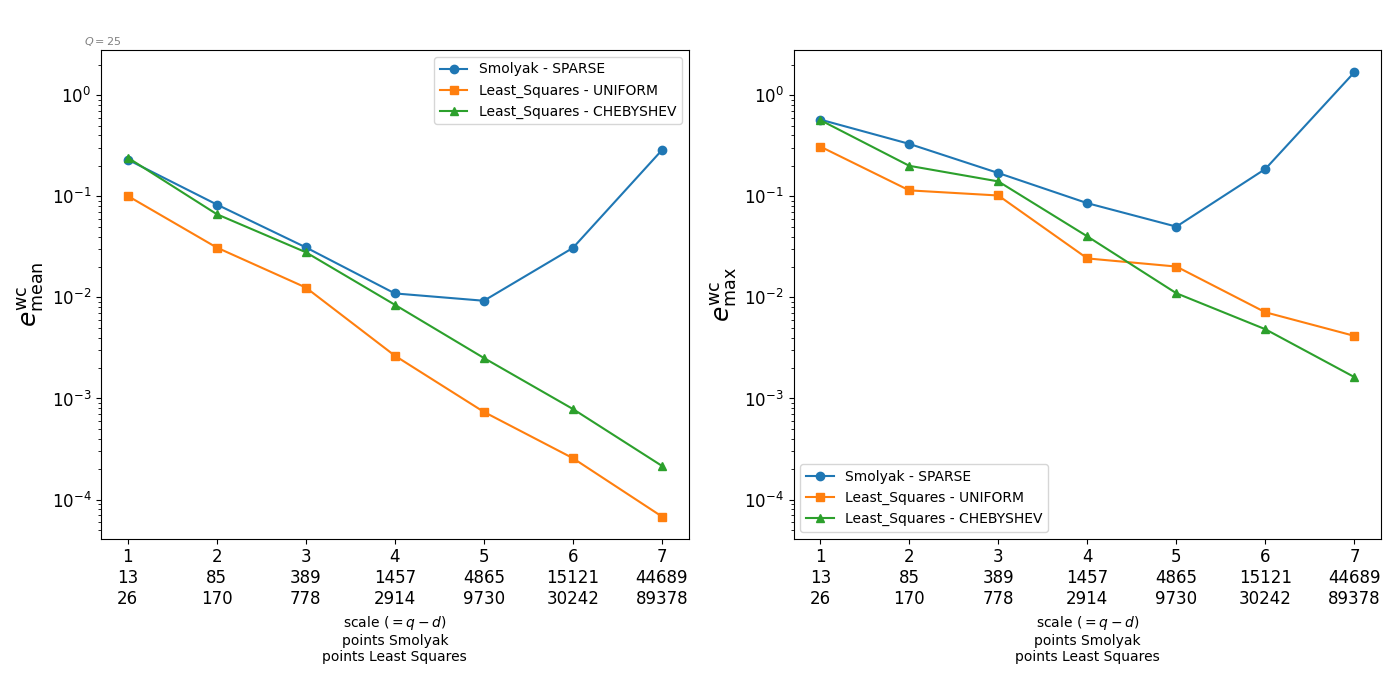 Q = 25
10⁰
10⁻¹
10⁻²
10⁻³
10⁻⁴
e^wc_mean
Smolyak - SPARSE
Least_Squares - UNIFORM
Least_Squares - CHEBYSHEV
1 2 3 4 5 6 7
13 85 389 1457 4865 15121 44689
26 170 778 2914 9730 30242 89378
scale (= q − d)
points Smolyak
points Least Squares
10⁰
10⁻¹
10⁻²
10⁻³
10⁻⁴
e^wc_max
Smolyak - SPARSE
Least_Squares - UNIFORM
Least_Squares - CHEBYSHEV
1 2 3 4 5 6 7
13 85 389 1457 4865 15121 44689
26 170 778 2914 9730 30242 89378
scale (= q − d)
points Smolyak
points Least Squares